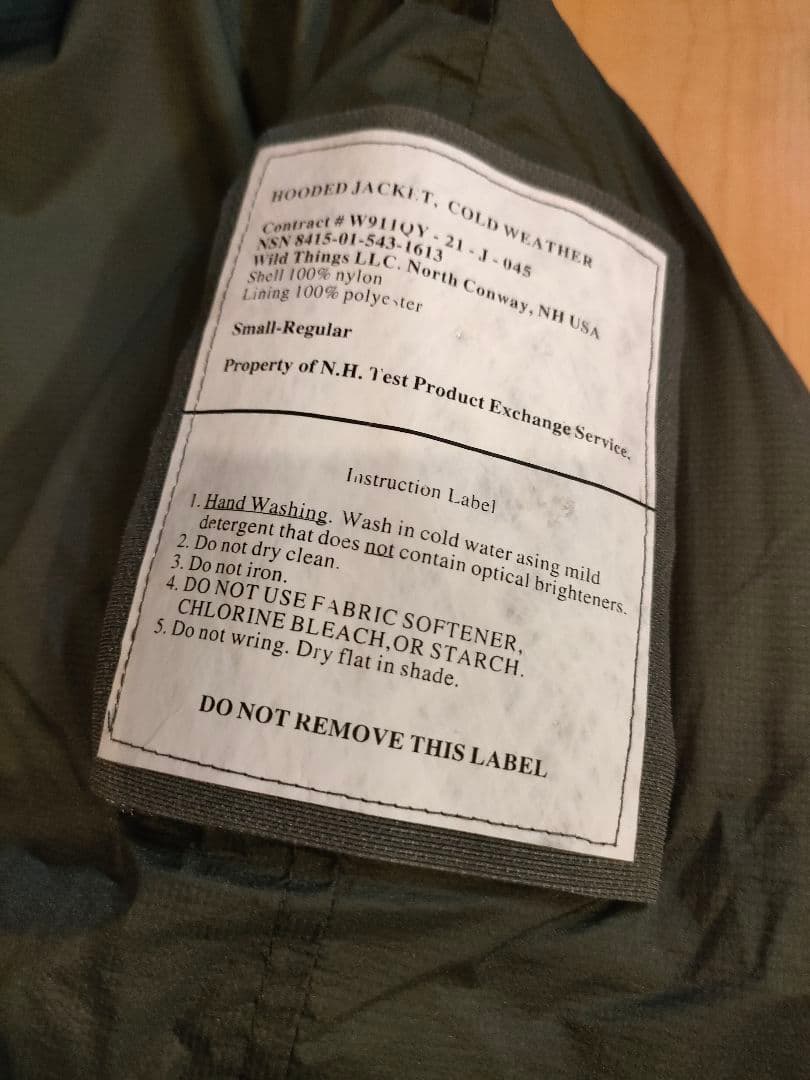 HOODED JACKET, COLD WEATHER
Contract # W911QY - 21 - J - 045
NSN 8415-01-543-1613
Wild Things LLC. North Conway, NH USA
Shell 100% nylon
Lining 100% polyester
Small-Regular
Property of N.H. Test Product Exchange Service.
Instruction Label
1. Hand Washing. Wash in cold water asing mild
detergent that does not contain optical brighteners.
2. Do not dry clean.
3. Do not iron.
4. DO NOT USE FABRIC SOFTENER,
CHLORINE BLEACH,OR STARCH.
5. Do not wring. Dry flat in shade.
DO NOT REMOVE THIS LABEL